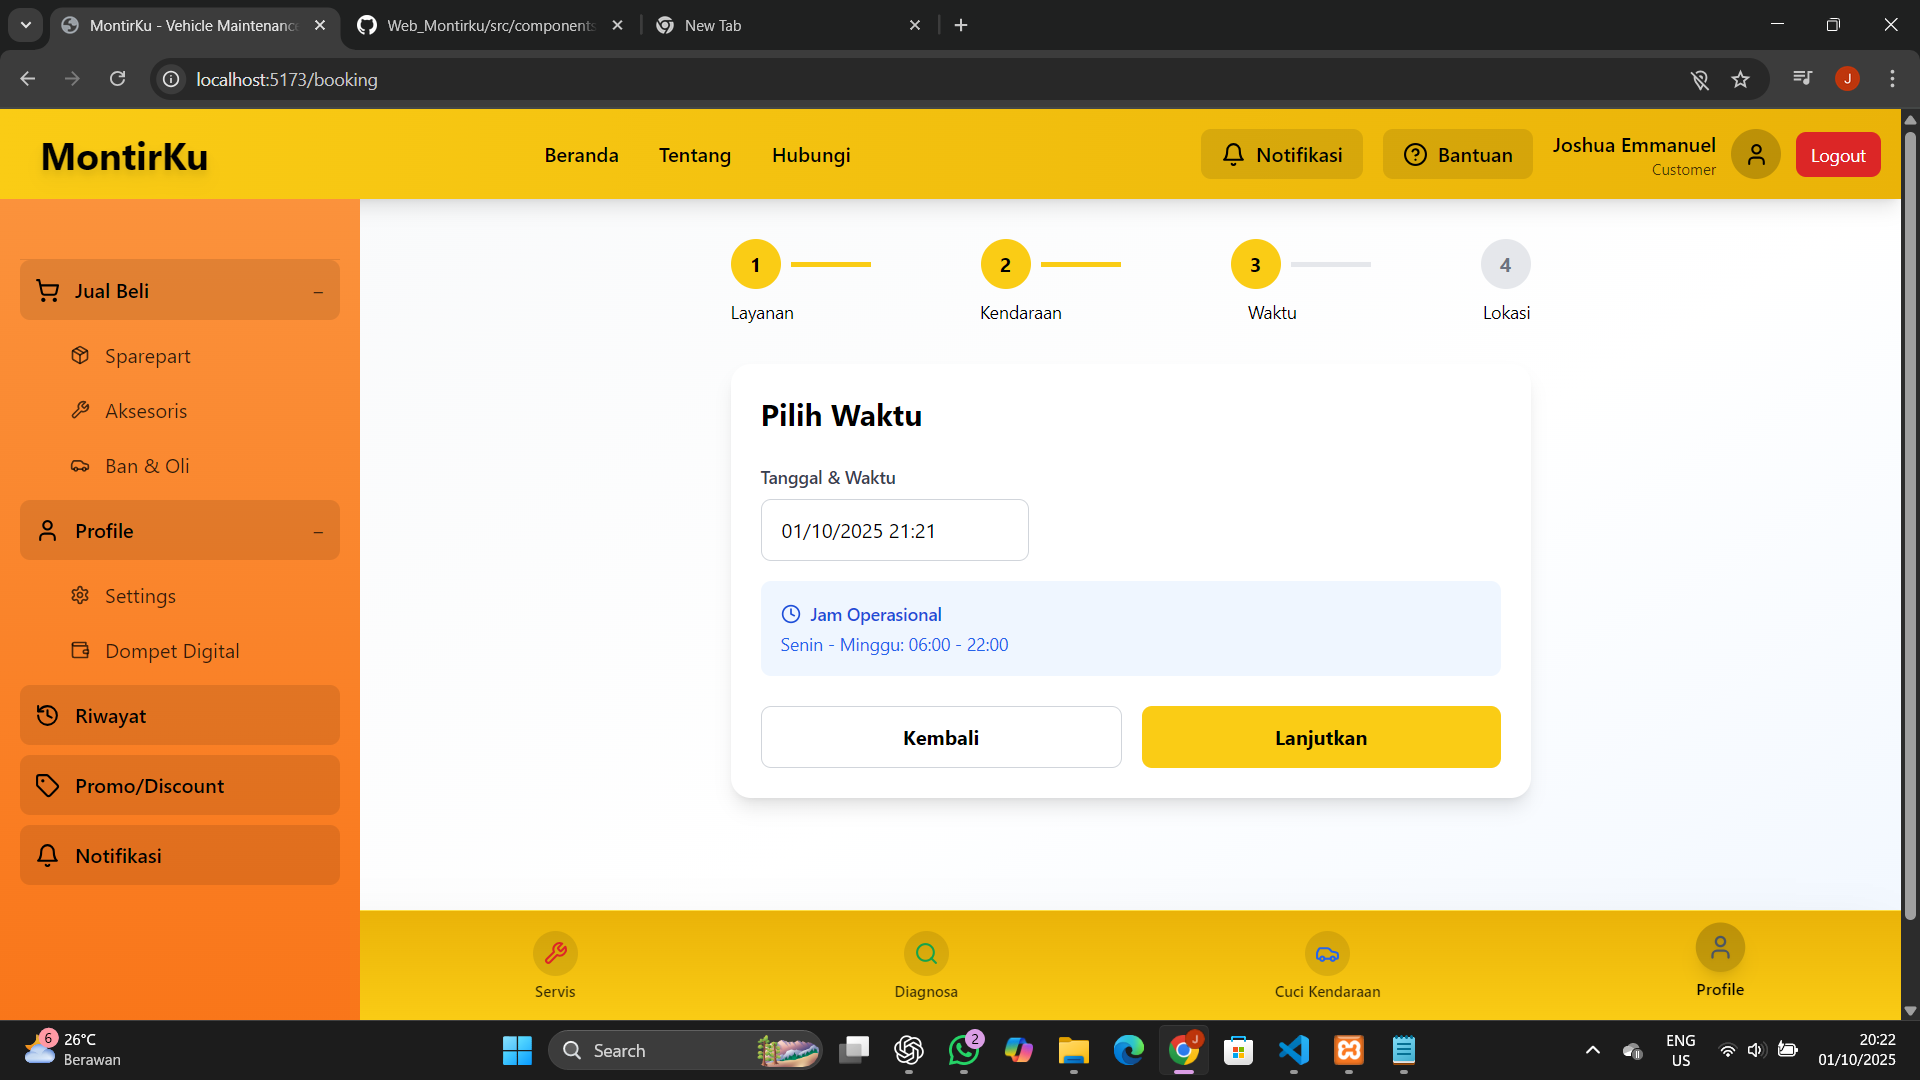 MontirKu - Vehicle Maintenance
Web_Montirku/src/components
New Tab
localhost:5173/booking
J
MontirKu
Beranda
Tentang
Hubungi
Notifikasi
Bantuan
Joshua Emmanuel
Customer
Logout
Jual Beli
–
Sparepart
Aksesoris
Ban & Oli
Profile
–
Settings
Dompet Digital
Riwayat
Promo/Discount
Notifikasi
1
2
3
4
Layanan
Kendaraan
Waktu
Lokasi
Pilih Waktu
Tanggal & Waktu
01/10/2025 21:21
Jam Operasional
Senin - Minggu: 06:00 - 22:00
Kembali
Lanjutkan
Servis
Diagnosa
Cuci Kendaraan
Profile
6
26°C
Berawan
Search
2
J
ENG
US
20:22
01/10/2025